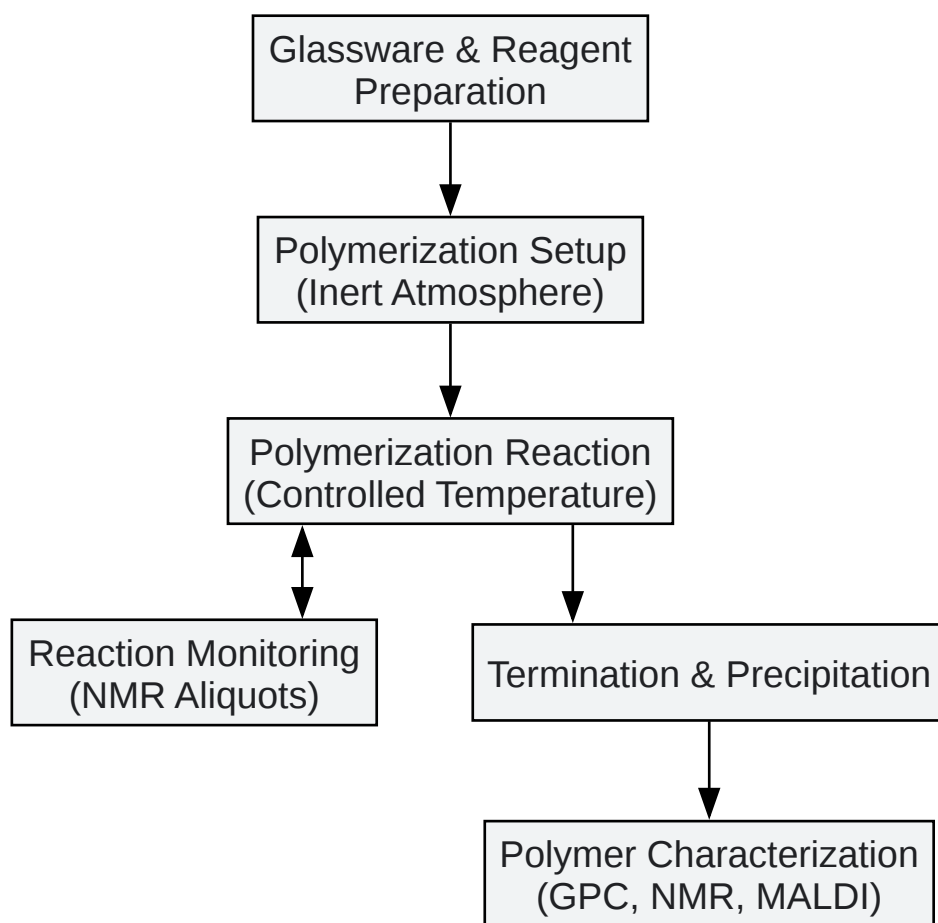 Glassware & Reagent
Preparation
Polymerization Setup
(Inert Atmosphere)
Polymerization Reaction
(Controlled Temperature)
Reaction Monitoring
(NMR Aliquots)
Termination & Precipitation
Polymer Characterization
(GPC, NMR, MALDI)